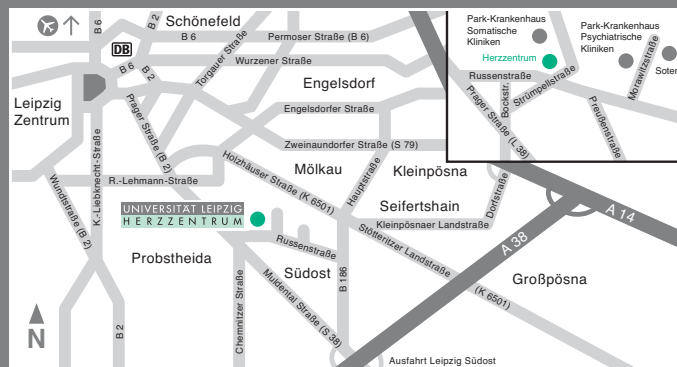 Schönefeld
B 6
B 2
B 6
Permoser Straße (B 6)
DB
B 6
B 2
Torgauer Straße
Wurzener Straße
Engelsdorf
Leipzig
Zentrum
Prager Straße (B 2)
Engelsdorfer Straße
Zweinaundorfer Straße (S 79)
K.-Liebknecht-Straße
Holzhäuser Straße (K 6501)
Mölkau
Hauptstraße
Kleinpösna
R.-Lehmann-Straße
Wundtstraße (B 2)
Seifertshain
Dorfstraße
UNIVERSITÄT LEIPZIG
HERZZENTRUM
Kleinpösnaer Landstraße
A 14
A 38
Russenstraße
Stötteritzer Landstraße
(K 6501)
Probstheida
Südost
B 186
Großpösna
Chemnitzer Straße
Muldental Straße (S 38)
B 2
N
Ausfahrt Leipzig Südost
Park-Krankenhaus
Somatische
Kliniken
Park-Krankenhaus
Psychiatrische
Kliniken
Herzzentrum
Morawitzstraße
Soter
Russenstraße
Strümpellstraße
Bockstr.
Prager Straße (L 38)
Preußenstraße